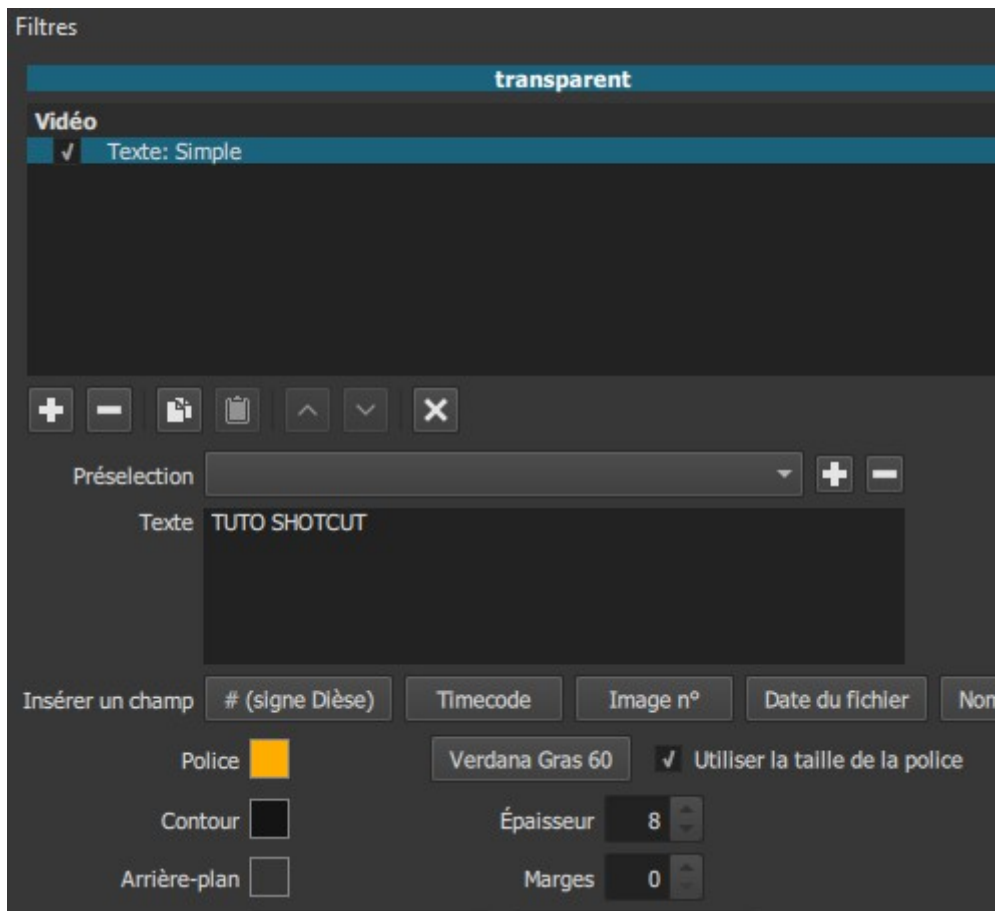 Filtres
transparent
Vidéo
Texte: Simple
Préselection
Texte TUTO SHOTCUT
Insérer un champ # (signe Dièse) Timecode Image n° Date du fichier
Police Verdana Gras 60 Utiliser la taille de la police
Contour Épaisseur 8
Arrière-plan Marges 0